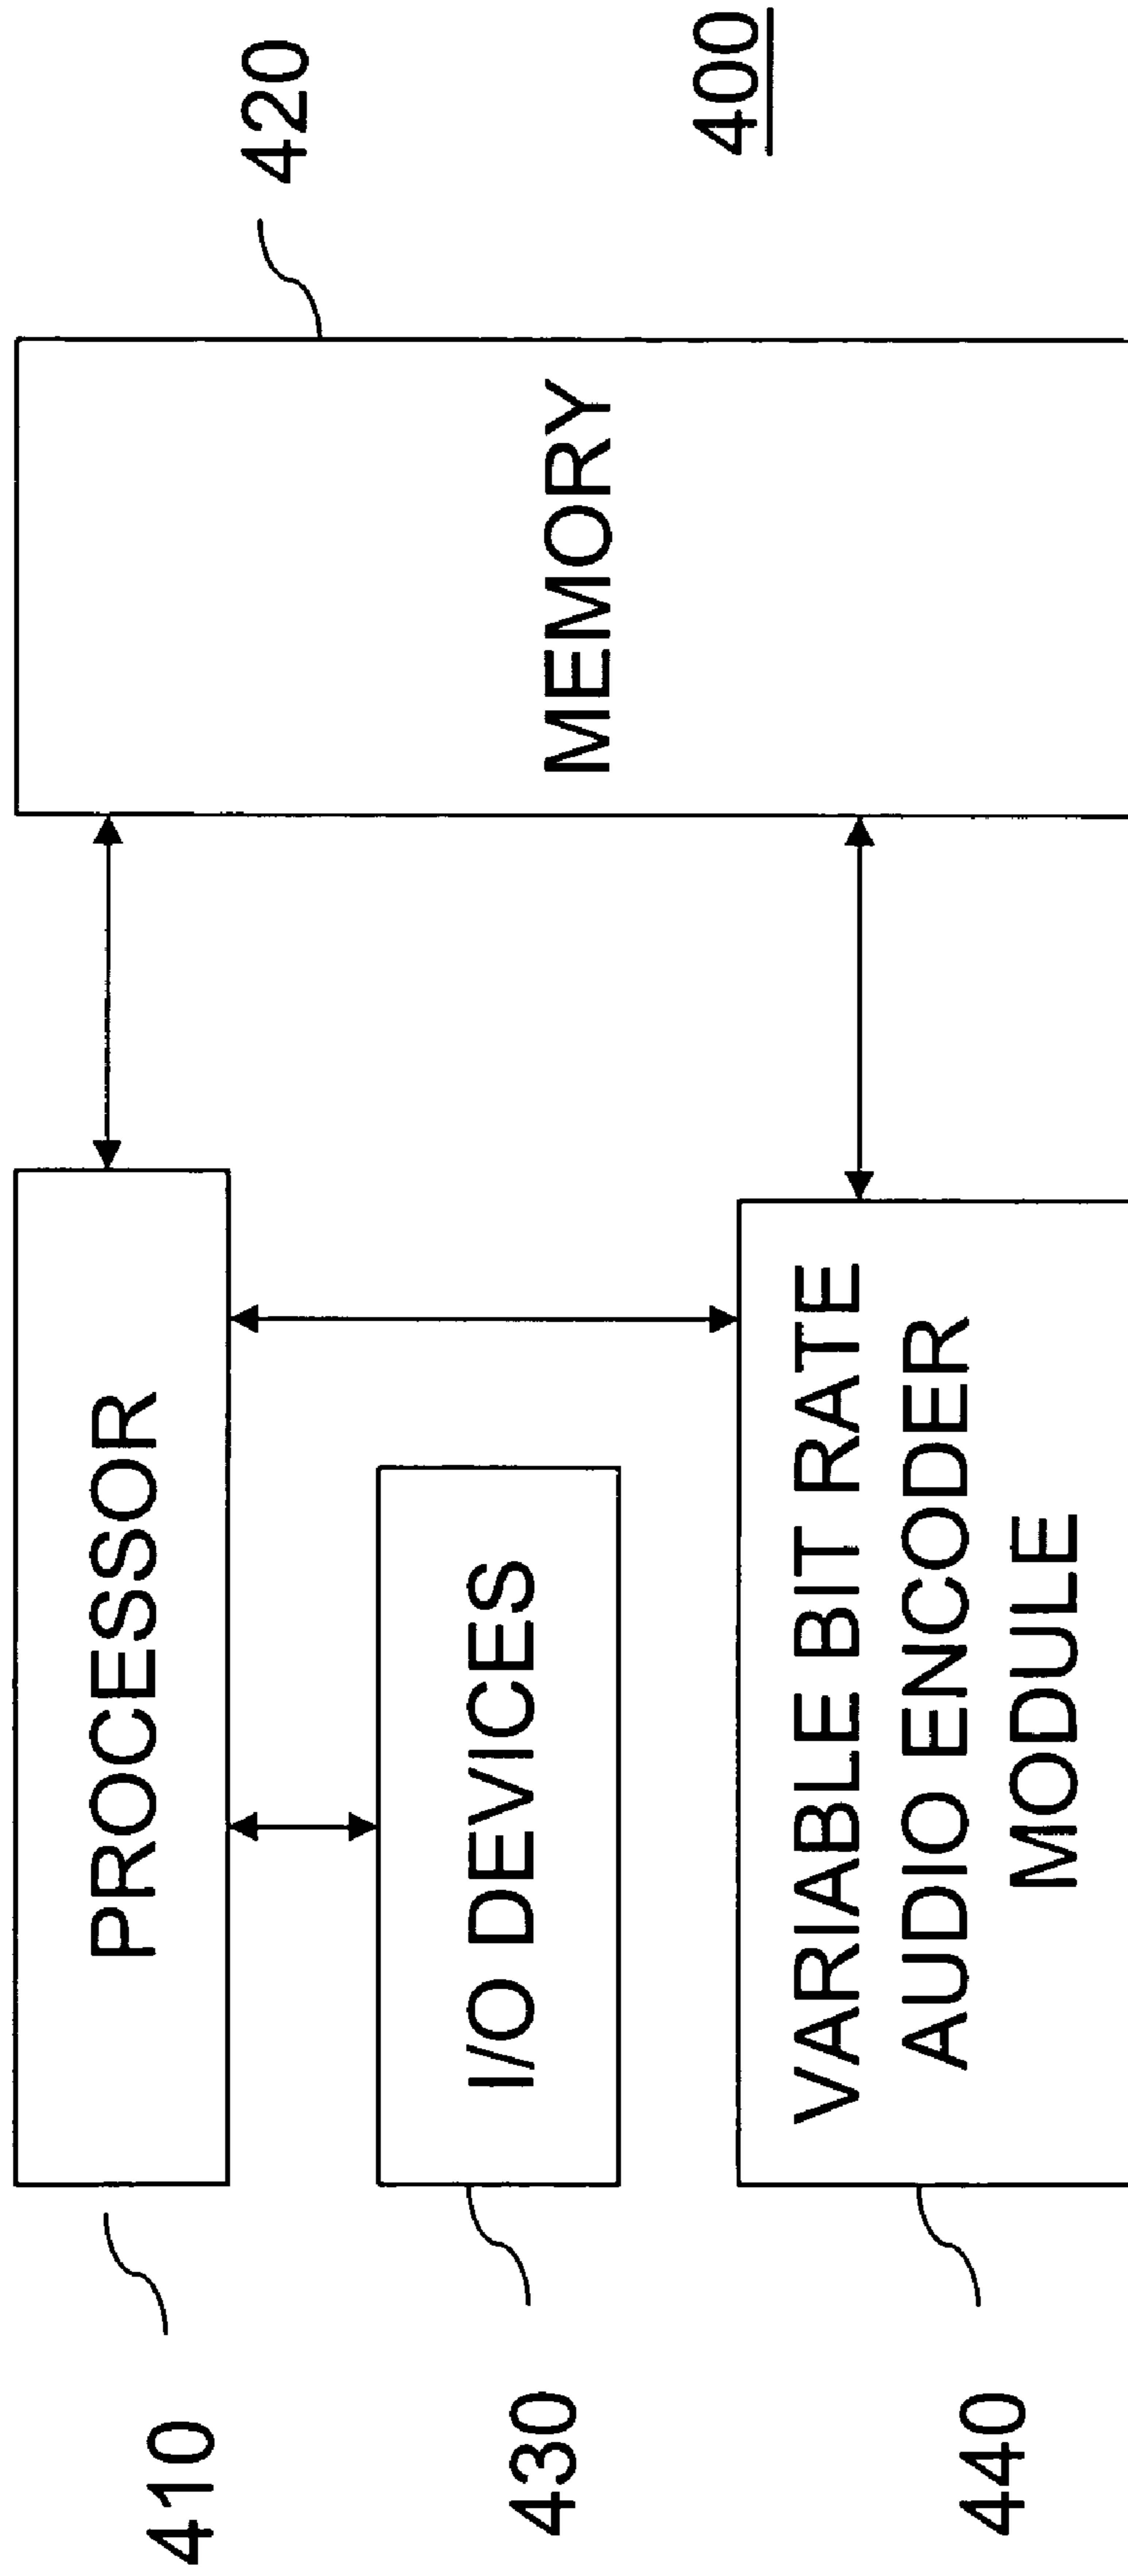 410
PROCESSOR
420
MEMORY
430
I/O DEVICES
440
VARIABLE BIT RATE
AUDIO ENCODER
MODULE
400